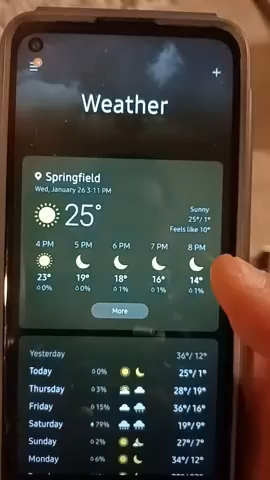 Weather
Springfield
Wed, January 26 3:11 PM
25°
Sunny
25°/ 1°
Feels like 10°
4 PM 5 PM 6 PM 7 PM 8 PM
23° 19° 18° 16° 14°
0% 0% 1% 1% 1%
More
Yesterday 36°/ 12°
Today 0% 25°/ 1°
Thursday 3% 28°/ 19°
Friday 15% 36°/ 16°
Saturday 79% 19°/ 9°
Sunday 2% 27°/ 7°
Monday 6% 34°/ 12°